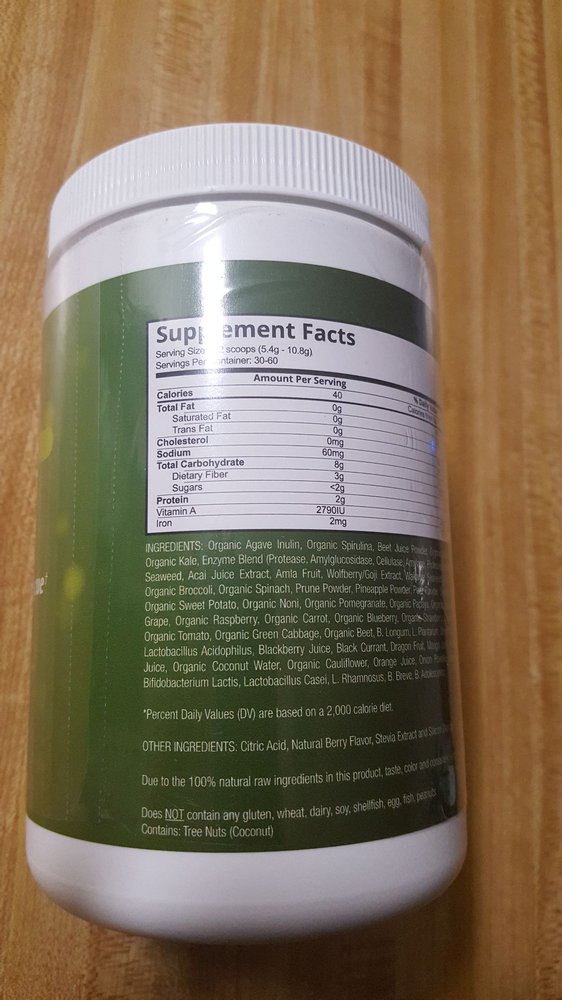 Supplement Facts
Serving Size 2 scoops (5.4g - 10.8g)
Servings Per Container: 30-60
Amount Per Serving
Calories 40
Total Fat 0g
Saturated Fat 0g
Trans Fat 0g
Cholesterol 0mg
Sodium 60mg
Total Carbohydrate 8g
Dietary Fiber 3g
Sugars <2g
Protein 2g
Vitamin A 2790IU
Iron 2mg
INGREDIENTS: Organic Agave Inulin, Organic Spirulina, Beet Juice Powder,
Organic Kale, Enzyme Blend (Protease, Amylglucosidase, Cellulase,
Seaweed, Acai Juice Extract, Amla Fruit, Wolfberry/Goji Extract,
Organic Broccoli, Organic Spinach, Prune Powder, Pineapple Powder,
Organic Sweet Potato, Organic Noni, Organic Pomegranate, Organic Papaya,
Grape, Organic Raspberry, Organic Carrot, Organic Blueberry, Organic Strawberry
Organic Tomato, Organic Green Cabbage, Organic Beet, B. Longum, L. Plantarum,
Lactobacillus Acidophilus, Blackberry Juice, Black Currant, Dragon Fruit,
Juice, Organic Coconut Water, Organic Cauliflower, Orange Juice, Onion
Bifidobacterium Lactis, Lactobacillus Casei, L. Rhamnosus, B. Breve, B.
*Percent Daily Values (DV) are based on a 2,000 calorie diet.
OTHER INGREDIENTS: Citric Acid, Natural Berry Flavor, Stevia Extract and Silicon
Due to the 100% natural raw ingredients in this product, taste, color and
Does NOT contain any gluten, wheat, dairy, soy, shellfish, egg, fish, peanuts
Contains: Tree Nuts (Coconut)